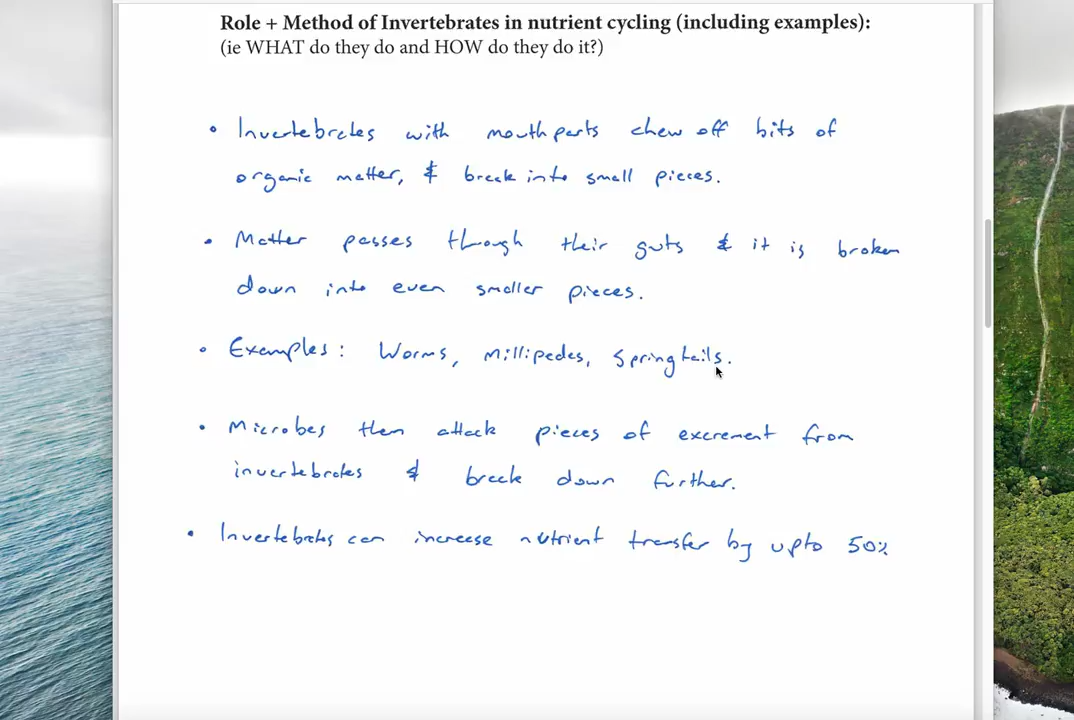 Role + Method of Invertebrates in nutrient cycling (including examples):
(ie WHAT do they do and HOW do they do it?)
• Invertebrates with mouthparts chew off bits of
organic matter, & break into small pieces.
• Matter passes through their guts & it is broken
down into even smaller pieces.
• Examples: Worms, Millipedes, Springtails.
• Microbes then attack pieces of excrement from
invertebrates & break down further.
• Invertebrates can increase nutrient transfer by upto 50%